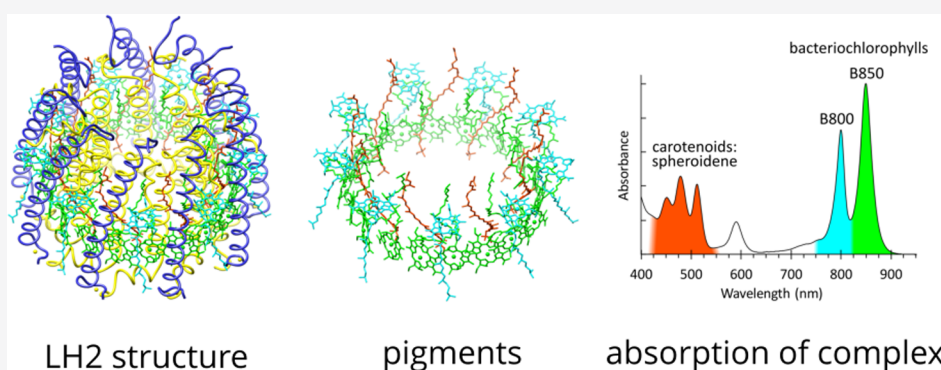 bacteriochlorophylls
B850
B800
carotenoids:
spheroidene
Absorbance
400 500 600 700 800 900
Wavelength (nm)
LH2 structure
pigments
absorption of complex